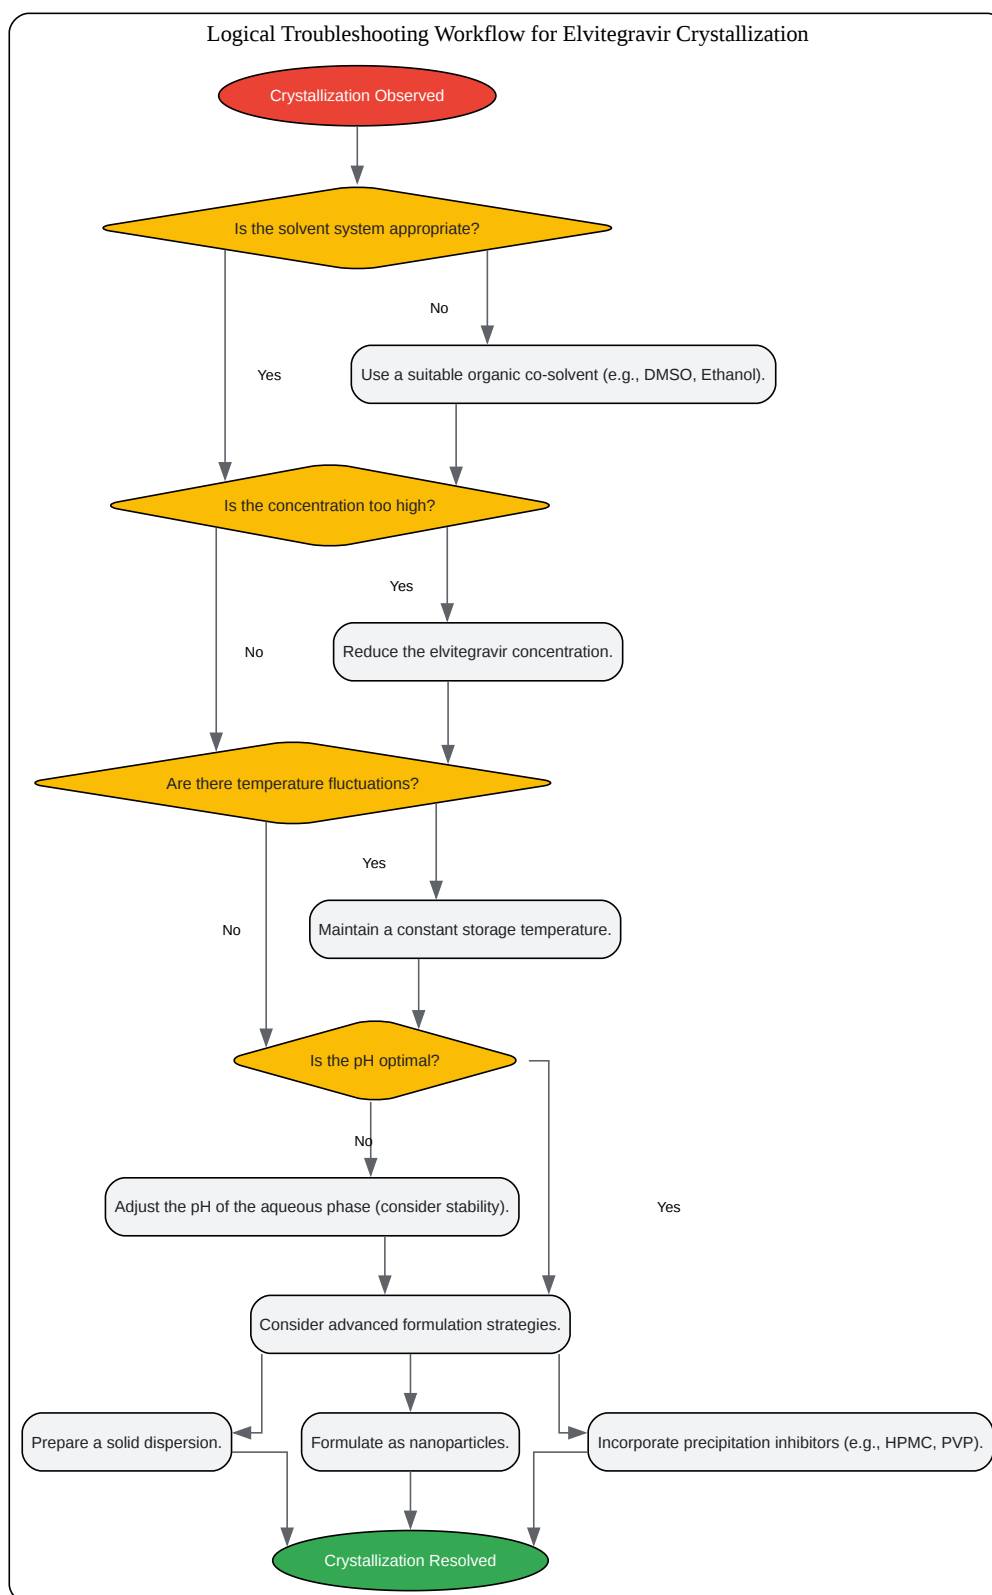 Logical Troubleshooting Workflow for Elvitegravir Crystallization
Crystallization Observed
Is the solvent system appropriate?
No
Yes
Use a suitable organic co-solvent (e.g., DMSO, Ethanol).
Is the concentration too high?
Yes
No
Reduce the elvitegravir concentration.
Are there temperature fluctuations?
Yes
No
Maintain a constant storage temperature.
Is the pH optimal?
No
Adjust the pH of the aqueous phase (consider stability).
Yes
Consider advanced formulation strategies.
Prepare a solid dispersion.
Formulate as nanoparticles.
Incorporate precipitation inhibitors (e.g., HPMC, PVP).
Crystallization Resolved